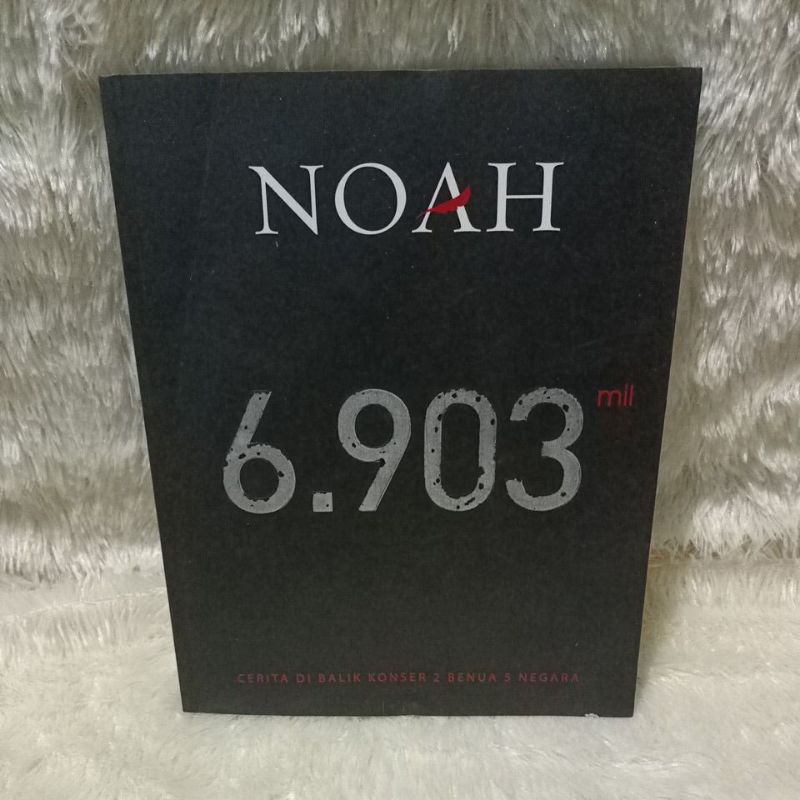 NOAH
6.903 mil
CERITA DI BALIK KONSER 2 BENUA 5 NEGARA